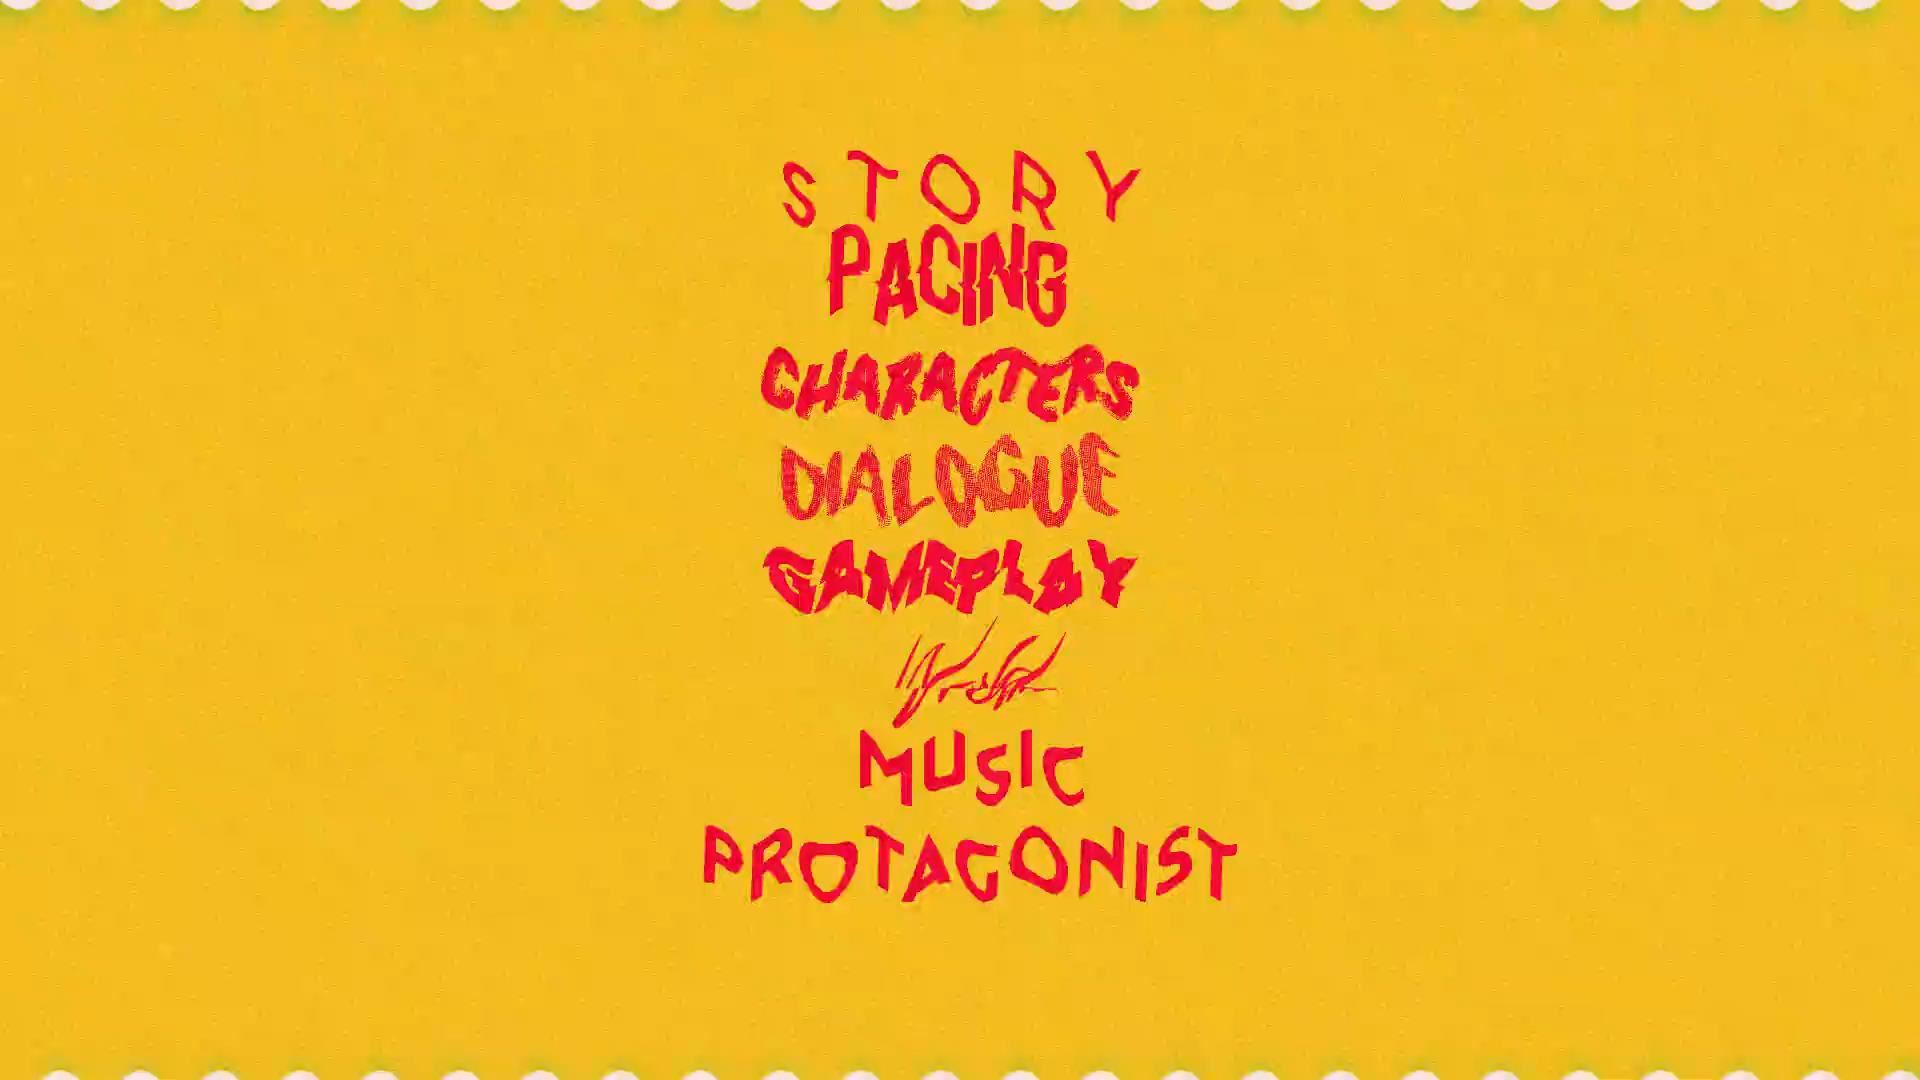 STORY
PACING
CHARACTERS
DIALOGUE
GAMEPLAY
MUSIC
PROTAGONIST